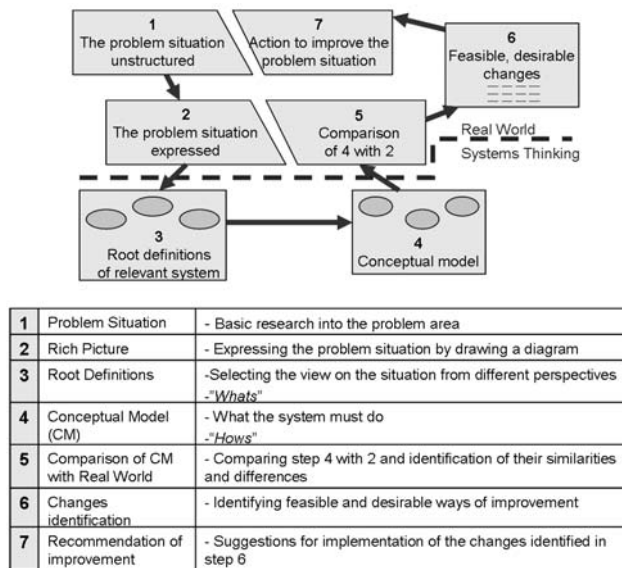 1
The problem situation
unstructured
7
Action to improve the
problem situation
6
Feasible, desirable
changes
2
The problem situation
expressed
5
Comparison
of 4 with 2
Real World
Systems Thinking
3
Root definitions
of relevant system
4
Conceptual model
1 Problem Situation - Basic research into the problem area
2 Rich Picture - Expressing the problem situation by drawing a diagram
3 Root Definitions -Selecting the view on the situation from different perspectives
-"Whats"
4 Conceptual Model - What the system must do
(CM) -"Hows"
5 Comparison of CM - Comparing step 4 with 2 and identification of their similarities
with Real World and differences
6 Changes - Identifying feasible and desirable ways of improvement
identification
7 Recommendation of - Suggestions for implementation of the changes identified in
improvement step 6